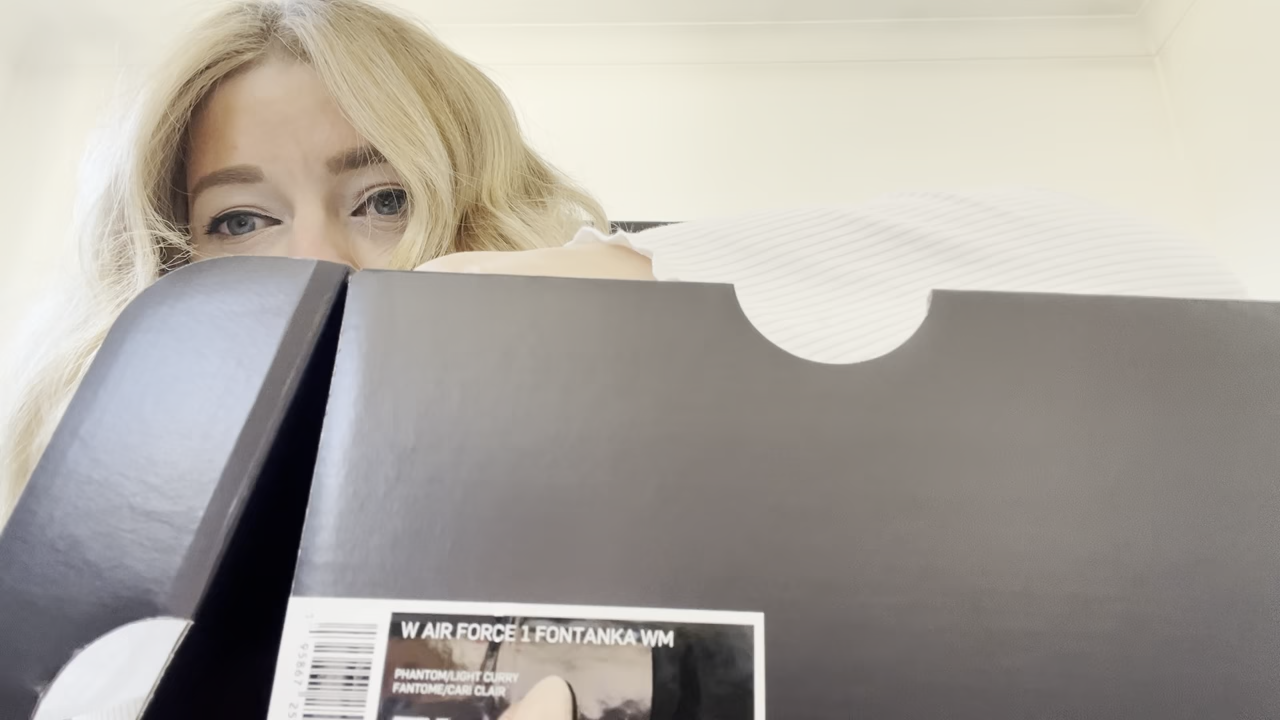 W AIR FORCE 1 FONTANKA WM
PHANTOM/LIGHT CURRY
FANTOME/CARI CLAIR